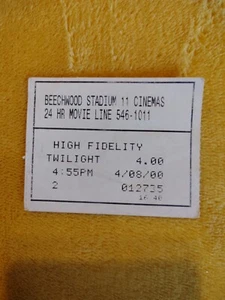 BEECHWOOD STADIUM 11 CINEMAS
24 HR MOVIE LINE 546-1011
HIGH FIDELITY
TWILIGHT 4.00
4:55PM 4/08/00
2 012735